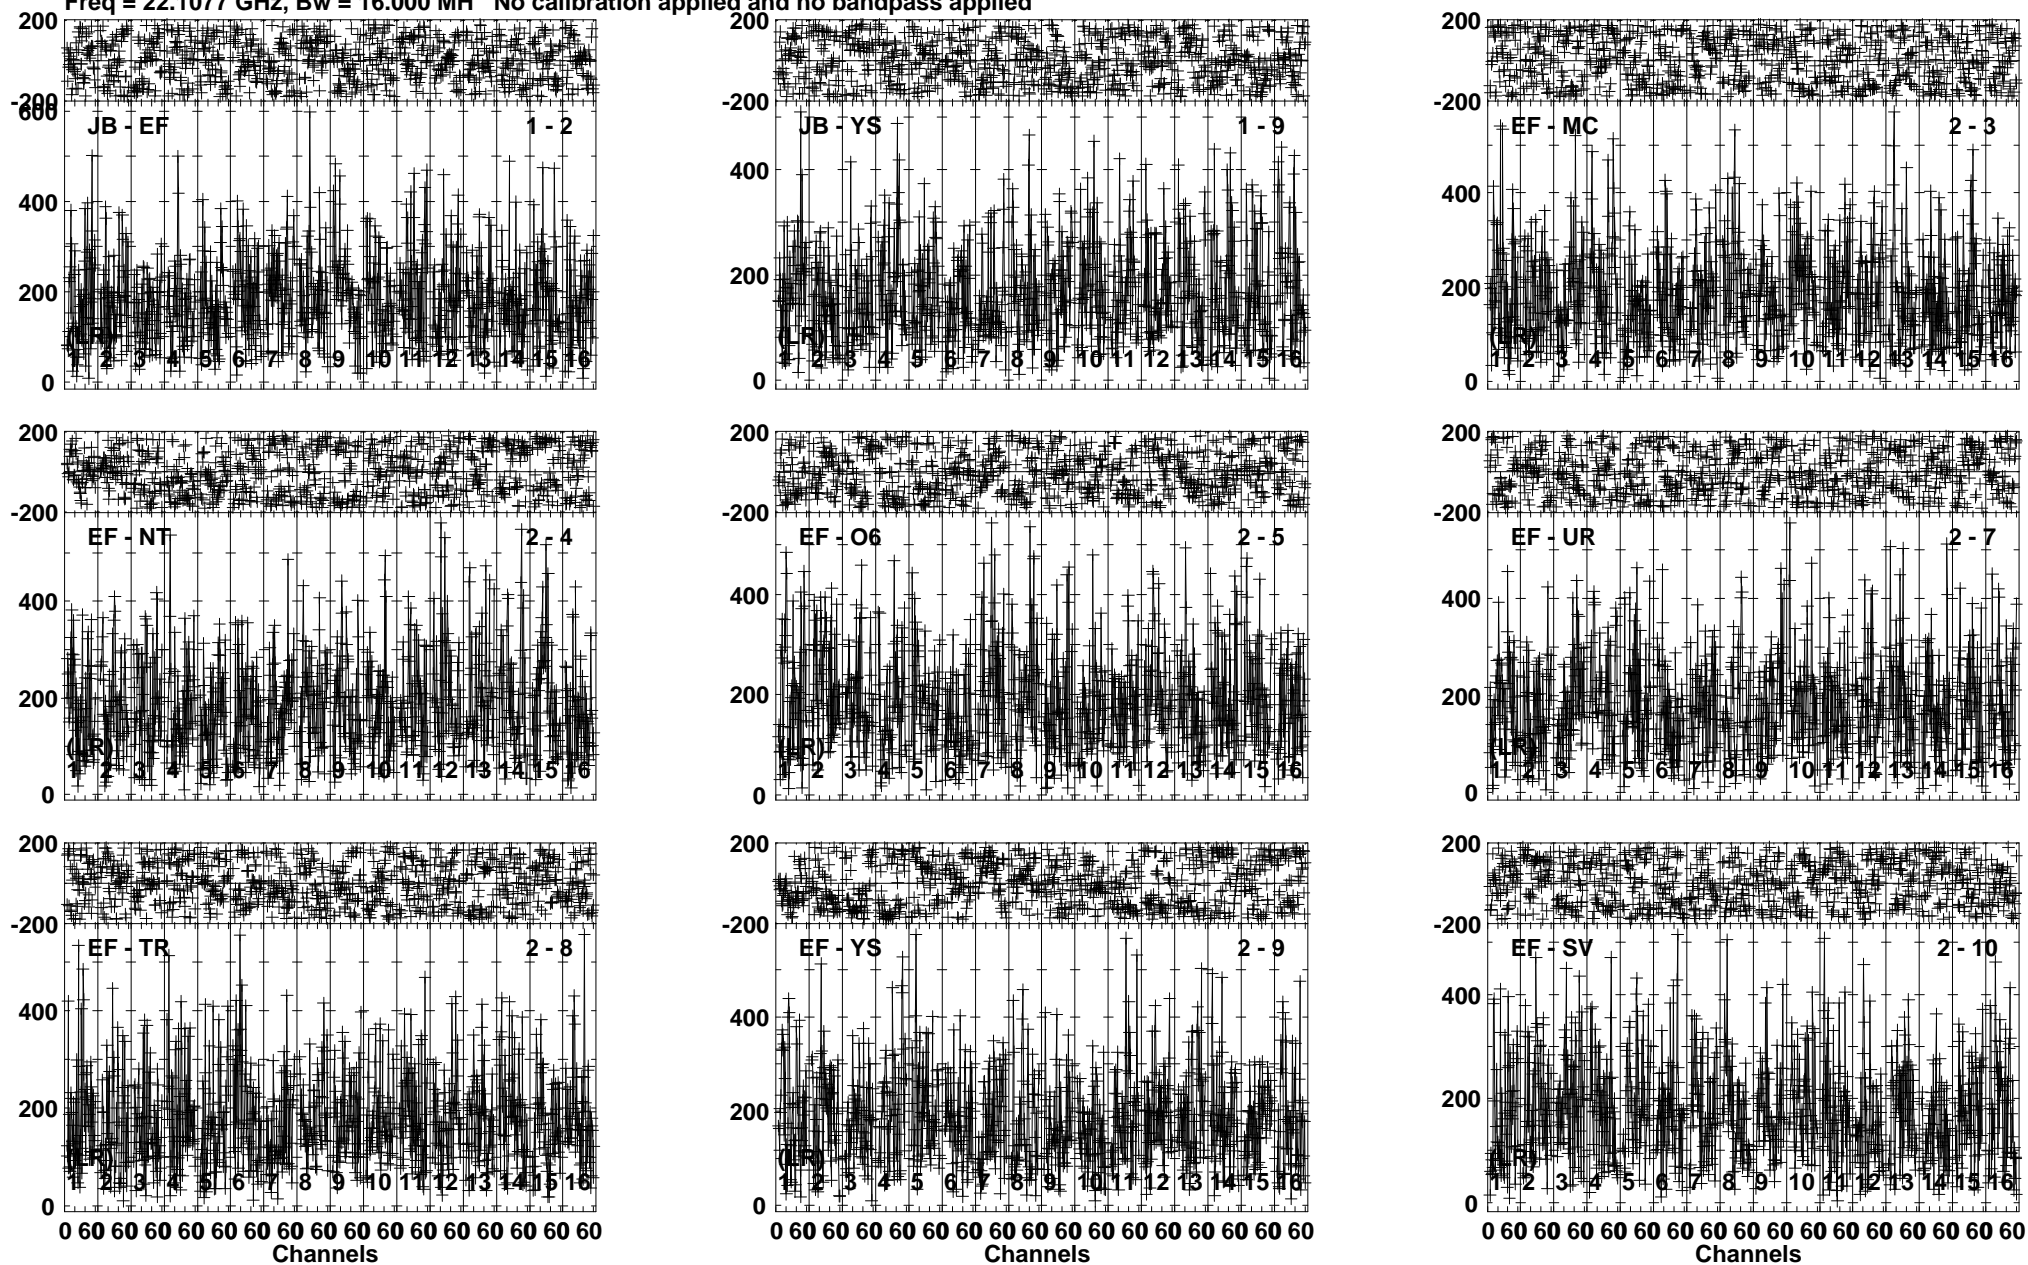 Freq = 22.1077 GHz, Bw = 16.000 MH No calibration applied and no bandpass applied
200 200 200
-200 -200 -200
600
JB - EF 1 - 2 JB - YS 1 - 9 EF - MC 2 - 3
400 400 400
200 200 200
(LR) (LR) (LR)
1 2 3 4 5 6 7 8 9 10 11 12 13 14 15 16 1 2 3 4 5 6 7 8 9 10 11 12 13 14 15 16 1 2 3 4 5 6 7 8 9 10 11 12 13 14 15 16
0 0 0
200 200 200
-200 -200 -200
EF - NT 2 - 4 EF - O6 2 - 5 EF - UR 2 - 7
400 400 400
200 200 200
(LR) (LR) (LR)
1 2 3 4 5 6 7 8 9 10 11 12 13 14 15 16 1 2 3 4 5 6 7 8 9 10 11 12 13 14 15 16 1 2 3 4 5 6 7 8 9 10 11 12 13 14 15 16
0 0 0
200 200 200
-200 -200 -200
EF - TR 2 - 8 EF - YS 2 - 9 EF - SV 2 - 10
400 400 400
200 200 200
(LR) (LR) (LR)
1 2 3 4 5 6 7 8 9 10 11 12 13 14 15 16 1 2 3 4 5 6 7 8 9 10 11 12 13 14 15 16 1 2 3 4 5 6 7 8 9 10 11 12 13 14 15 16
0 0 0
0 60 60 60 60 60 60 60 60 60 60 60 60 60 60 60 60 0 60 60 60 60 60 60 60 60 60 60 60 60 60 60 60 60 0 60 60 60 60 60 60 60 60 60 60 60 60 60 60 60 60
Channels Channels Channels